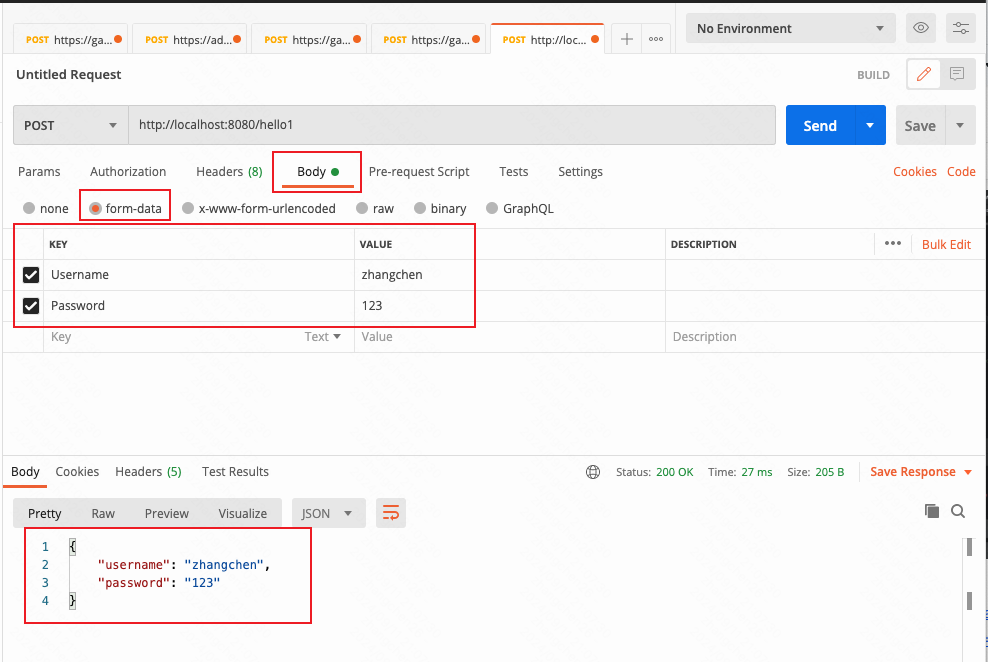 POST https://ga... POST https://ad... POST https://ga... POST https://ga... POST http://loc... No Environment
Untitled Request BUILD
POST http://localhost:8080/hello1 Send Save
Params Authorization Headers (8) Body Pre-request Script Tests Settings Cookies Code
none form-data x-www-form-urlencoded raw binary GraphQL
KEY VALUE DESCRIPTION Bulk Edit
Username zhangchen
Password 123
Key Text Value Description
Body Cookies Headers (5) Test Results Status: 200 OK Time: 27 ms Size: 205 B Save Response
Pretty Raw Preview Visualize JSON
1 {
2 "username": "zhangchen",
3 "password": "123"
4 }